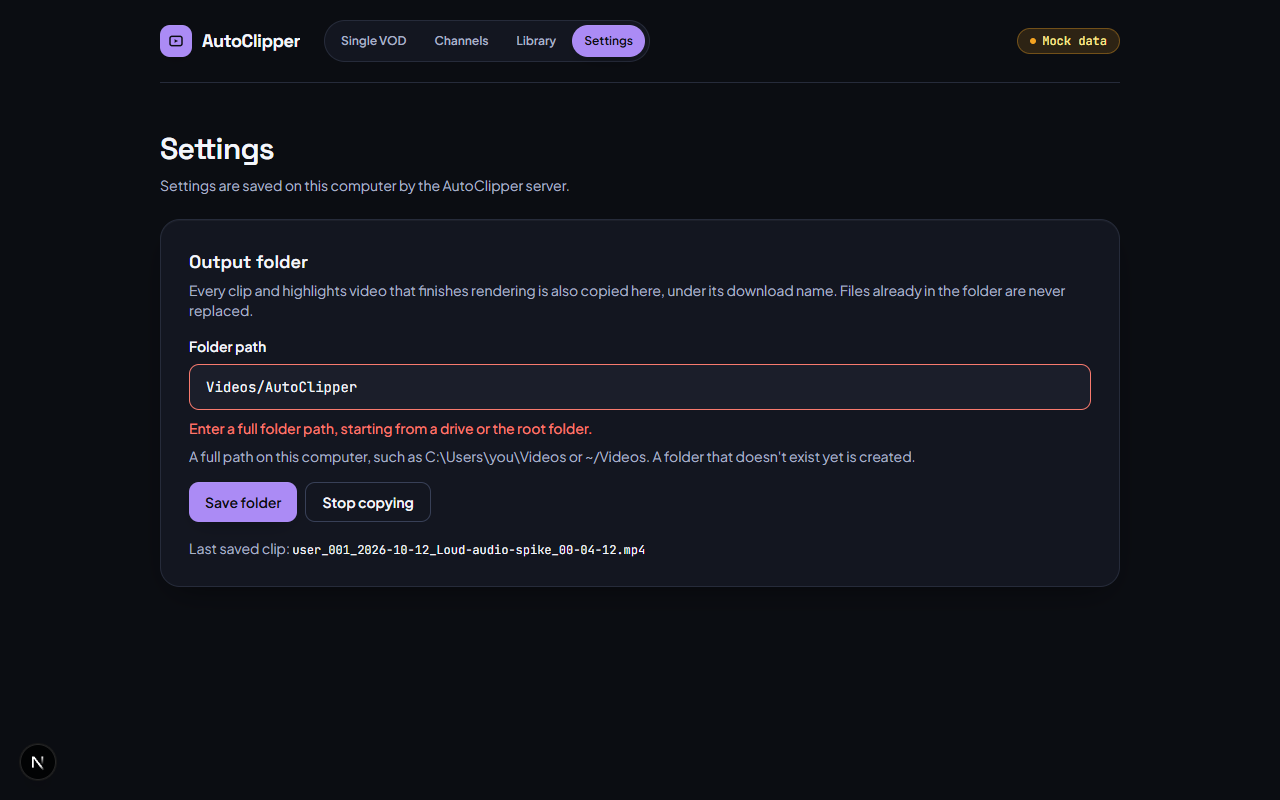 AutoClipper
Single VOD
Channels
Library
Settings
Mock data
Settings
Settings are saved on this computer by the AutoClipper server.
Output folder
Every clip and highlights video that finishes rendering is also copied here, under its download name. Files already in the folder are never
replaced.
Folder path
Videos/AutoClipper
Enter a full folder path, starting from a drive or the root folder.
A full path on this computer, such as C:\Users\you\Videos or ~/Videos. A folder that doesn't exist yet is created.
Save folder
Stop copying
Last saved clip: user_001_2026-10-12_Loud-audio-spike_00-04-12.mp4
N